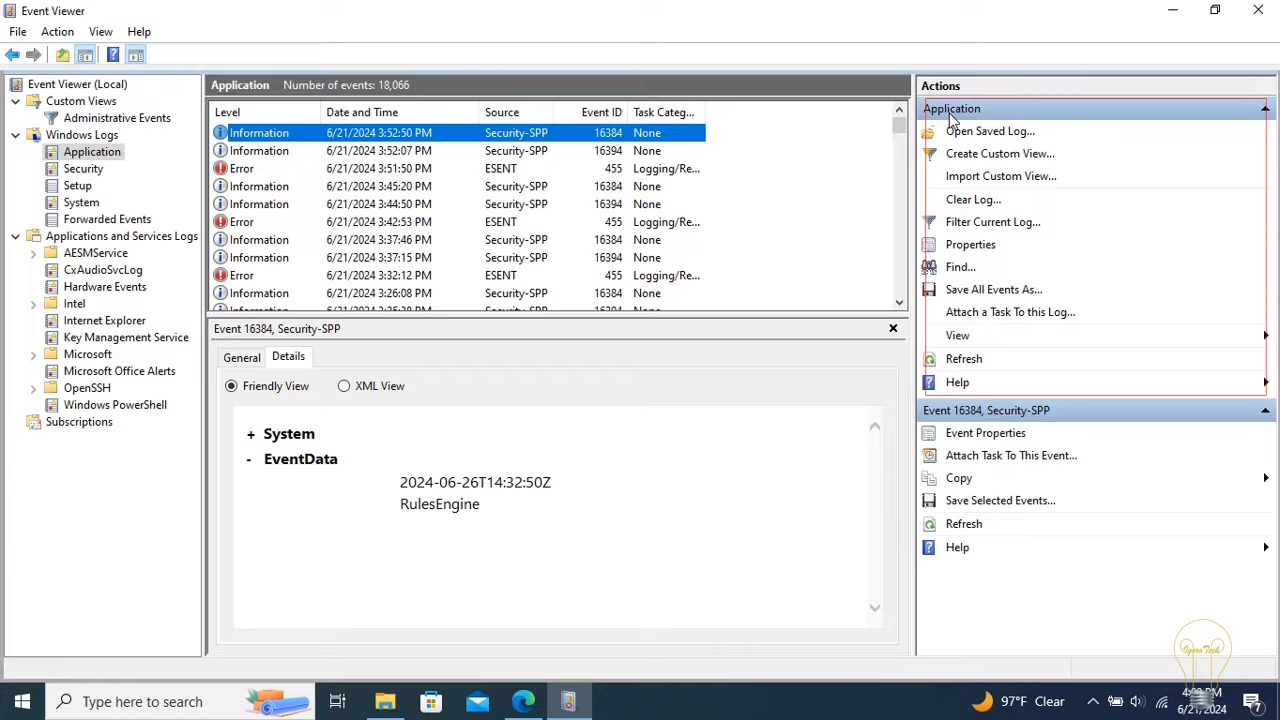 Event Viewer
File Action View Help
Event Viewer (Local)
Custom Views
Administrative Events
Windows Logs
Application
Security
Setup
System
Forwarded Events
Applications and Services Logs
AESMService
CxAudioSvcLog
Hardware Events
Intel
Internet Explorer
Key Management Service
Microsoft
Microsoft Office Alerts
OpenSSH
Windows PowerShell
Subscriptions
Application Number of events: 18,066
Level Date and Time Source Event ID Task Categ...
Information 6/21/2024 3:52:50 PM Security-SPP 16384 None
Information 6/21/2024 3:52:07 PM Security-SPP 16394 None
Error 6/21/2024 3:51:50 PM ESENT 455 Logging/Re...
Information 6/21/2024 3:45:20 PM Security-SPP 16384 None
Information 6/21/2024 3:44:50 PM Security-SPP 16394 None
Error 6/21/2024 3:42:53 PM ESENT 455 Logging/Re...
Information 6/21/2024 3:37:46 PM Security-SPP 16384 None
Information 6/21/2024 3:37:15 PM Security-SPP 16394 None
Error 6/21/2024 3:32:12 PM ESENT 455 Logging/Re...
Information 6/21/2024 3:26:08 PM Security-SPP 16384 None
Event 16384, Security-SPP
General Details
Friendly View XML View
+ System
- EventData
2024-06-26T14:32:50Z
RulesEngine
Actions
Application
Open Saved Log...
Create Custom View...
Import Custom View...
Clear Log...
Filter Current Log...
Properties
Find...
Save All Events As...
Attach a Task To this Log...
View
Refresh
Help
Event 16384, Security-SPP
Event Properties
Attach Task To This Event...
Copy
Save Selected Events...
Refresh
Help
Type here to search
97°F Clear
6/21/2024
7